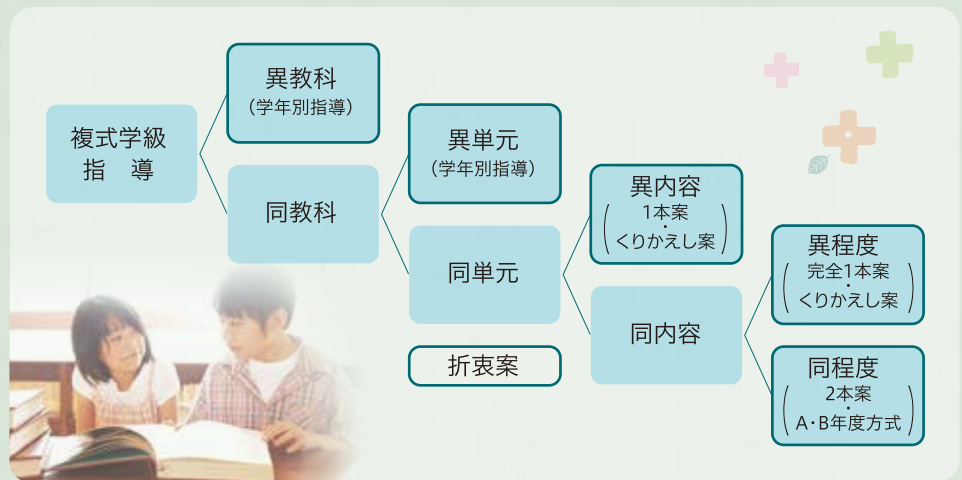 複式学級
指　導
異教科
(学年別指導)
同教科
異単元
(学年別指導)
同単元
折衷案
異内容
1本案
・
くりかえし案
同内容
異程度
完全1本案
・
くりかえし案
同程度
2本案
・
A・B年度方式